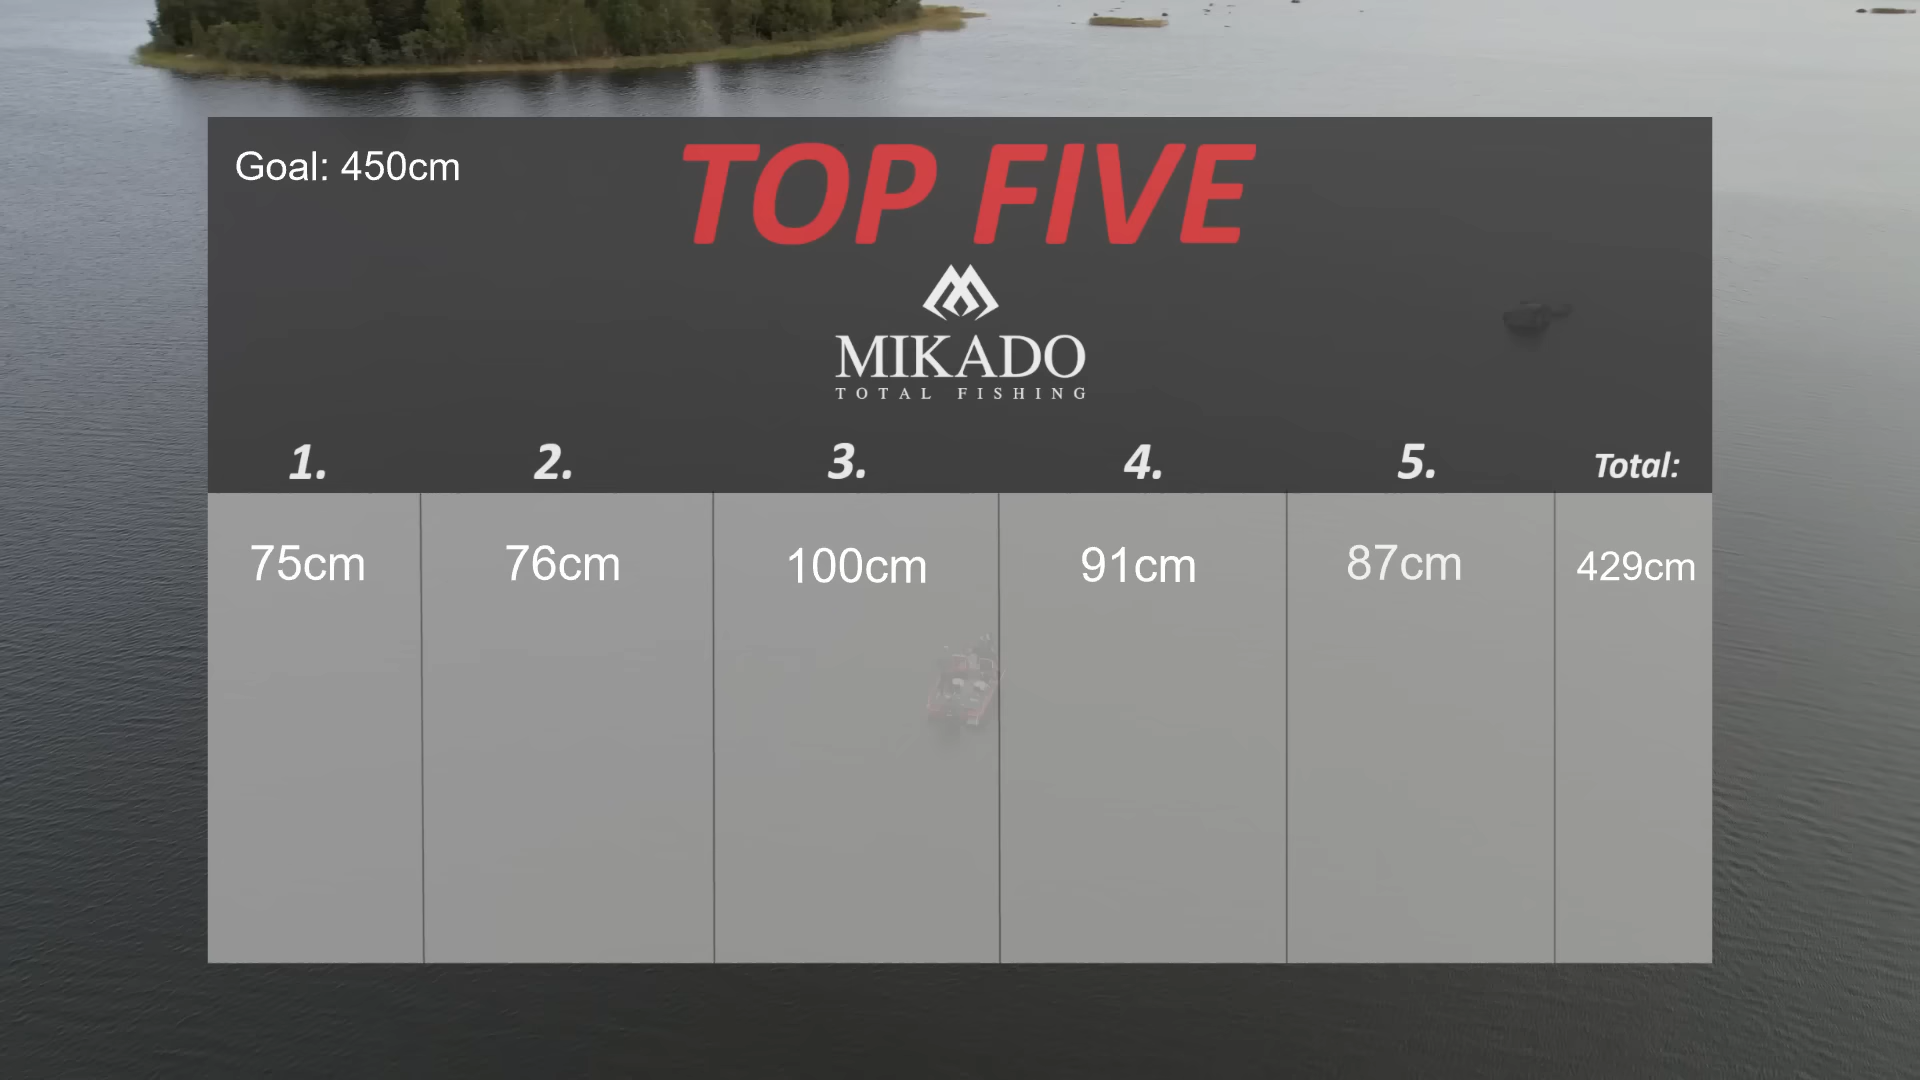 Goal: 450cm
TOP FIVE
MIKADO
TOTAL FISHING
1. 2. 3. 4. 5. Total:
75cm 76cm 100cm 91cm 87cm 429cm